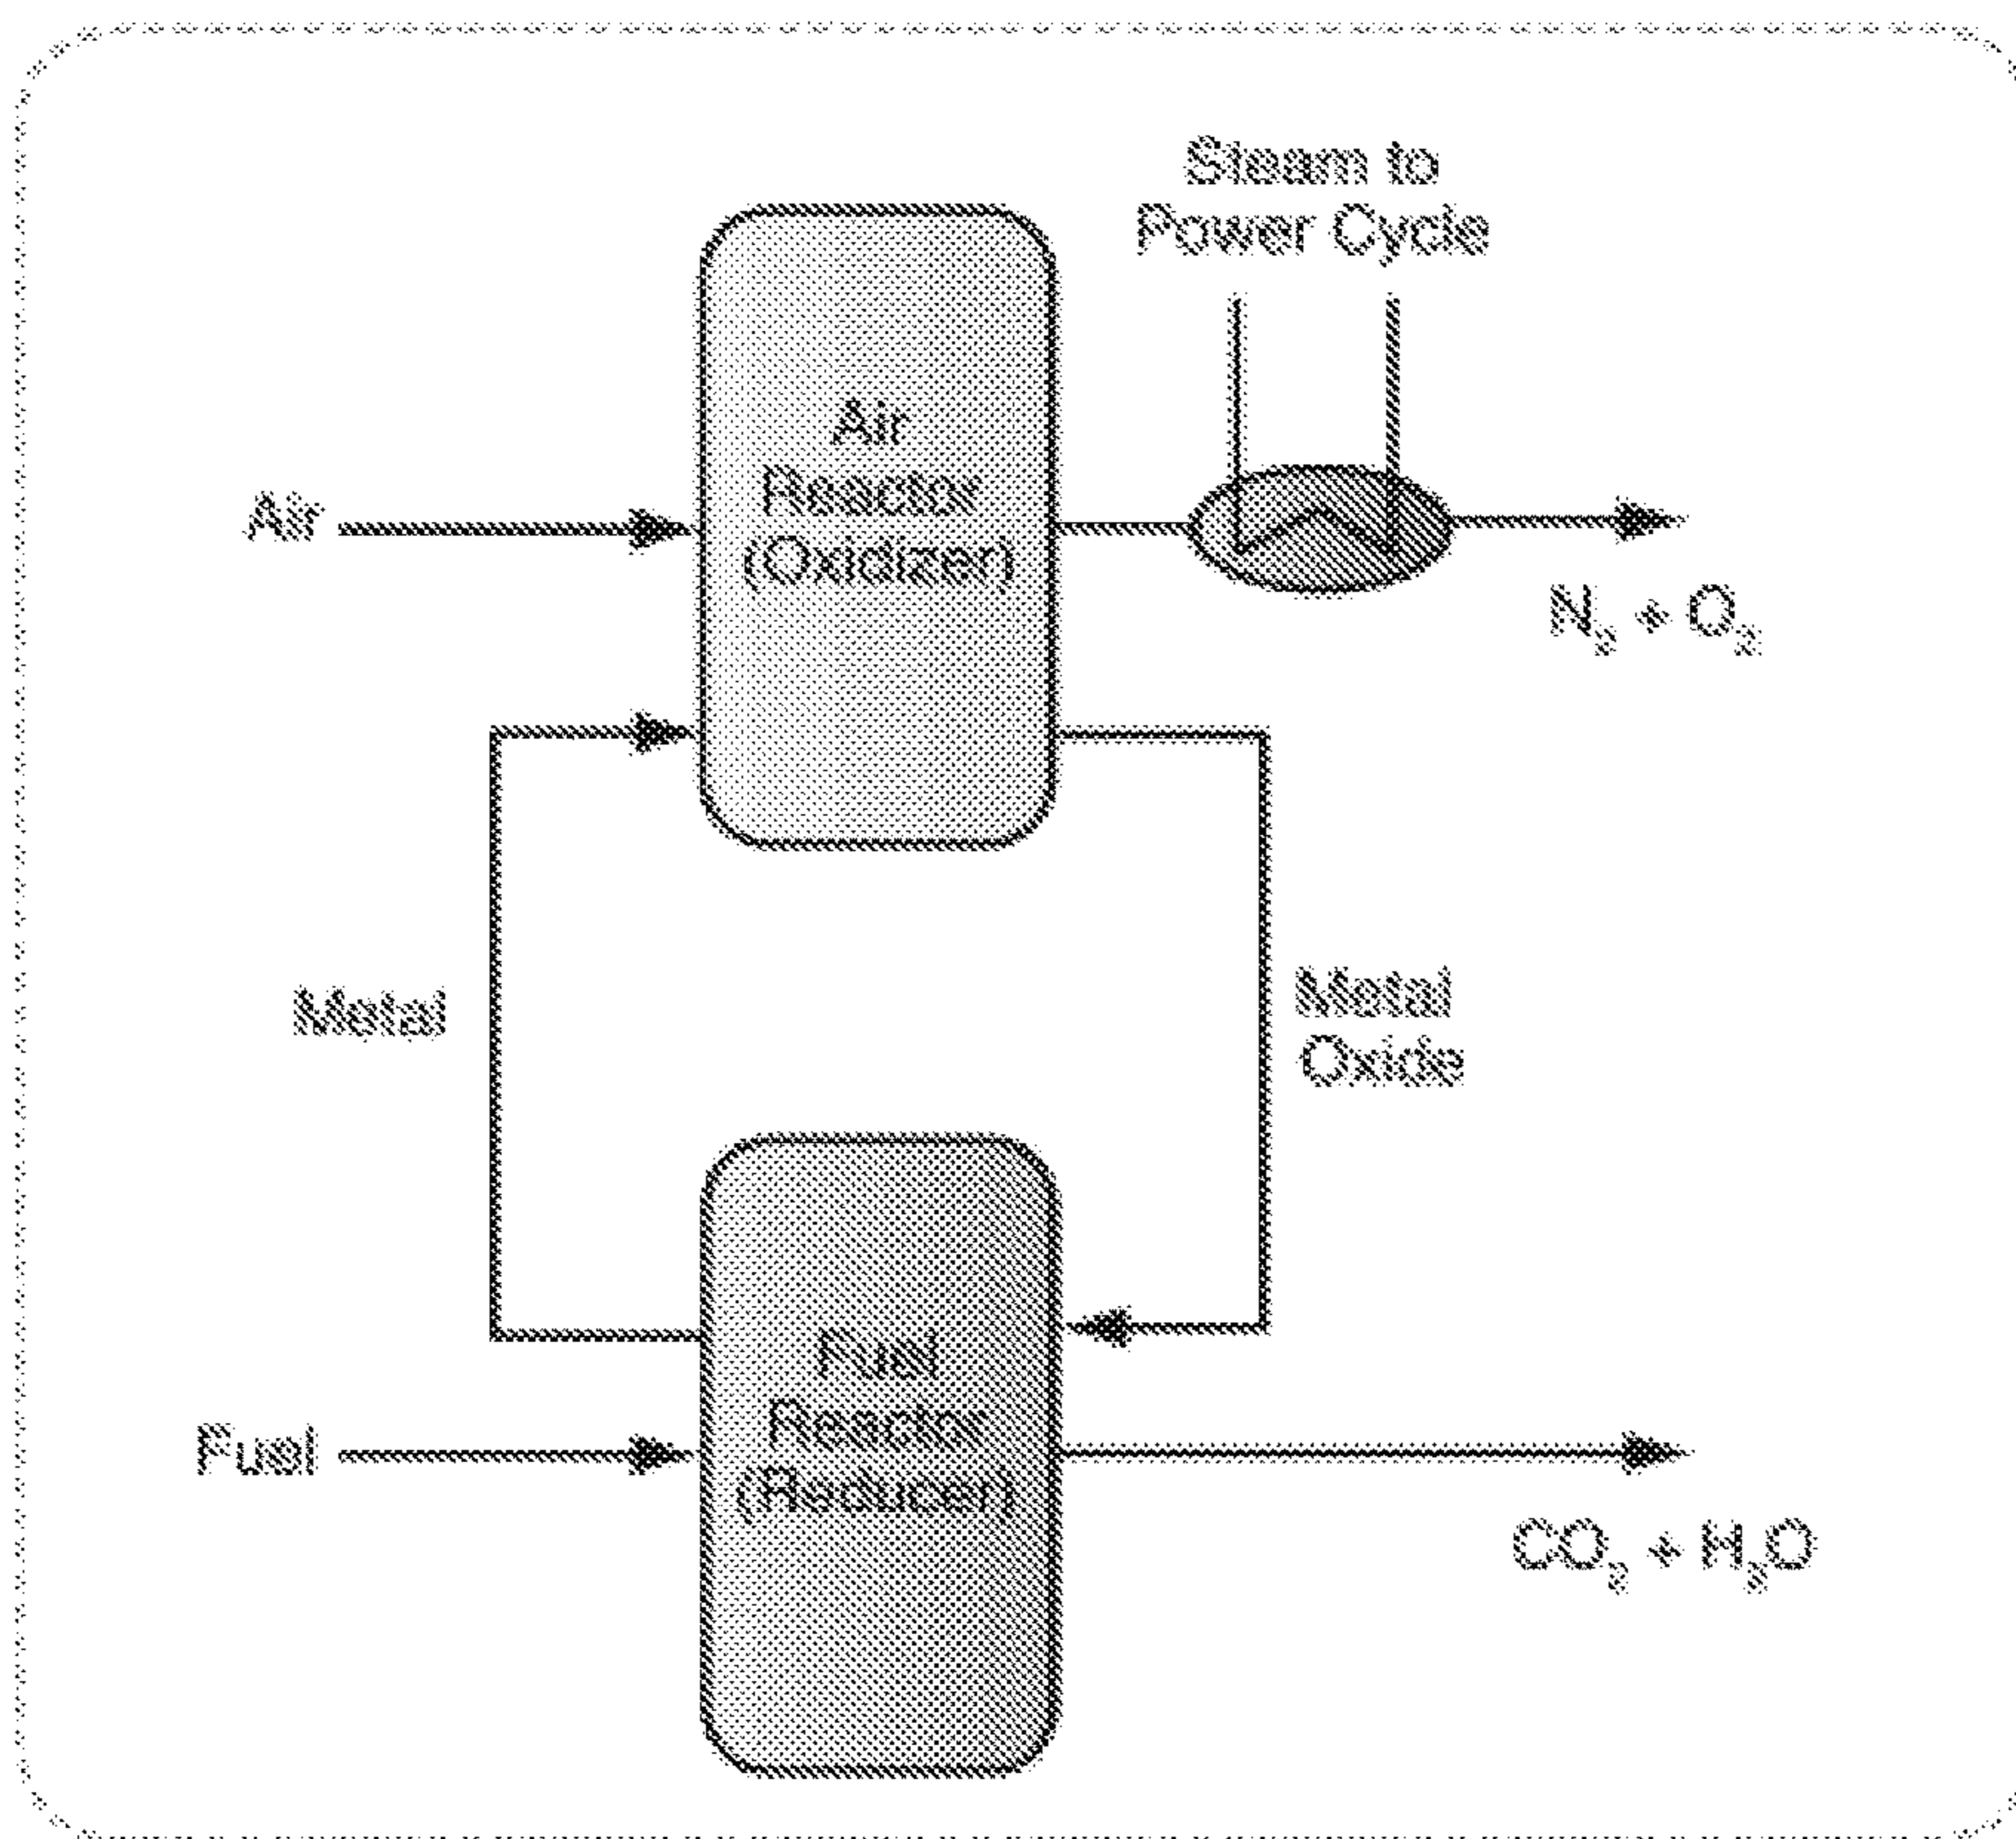 Steam to
Power Cycle
Air
Reactor
(Oxidizer)
Air
N₂ + O₂
Metal
Metal
Oxide
Fuel
Reactor
(Reducer)
Fuel
CO₂ + H₂O